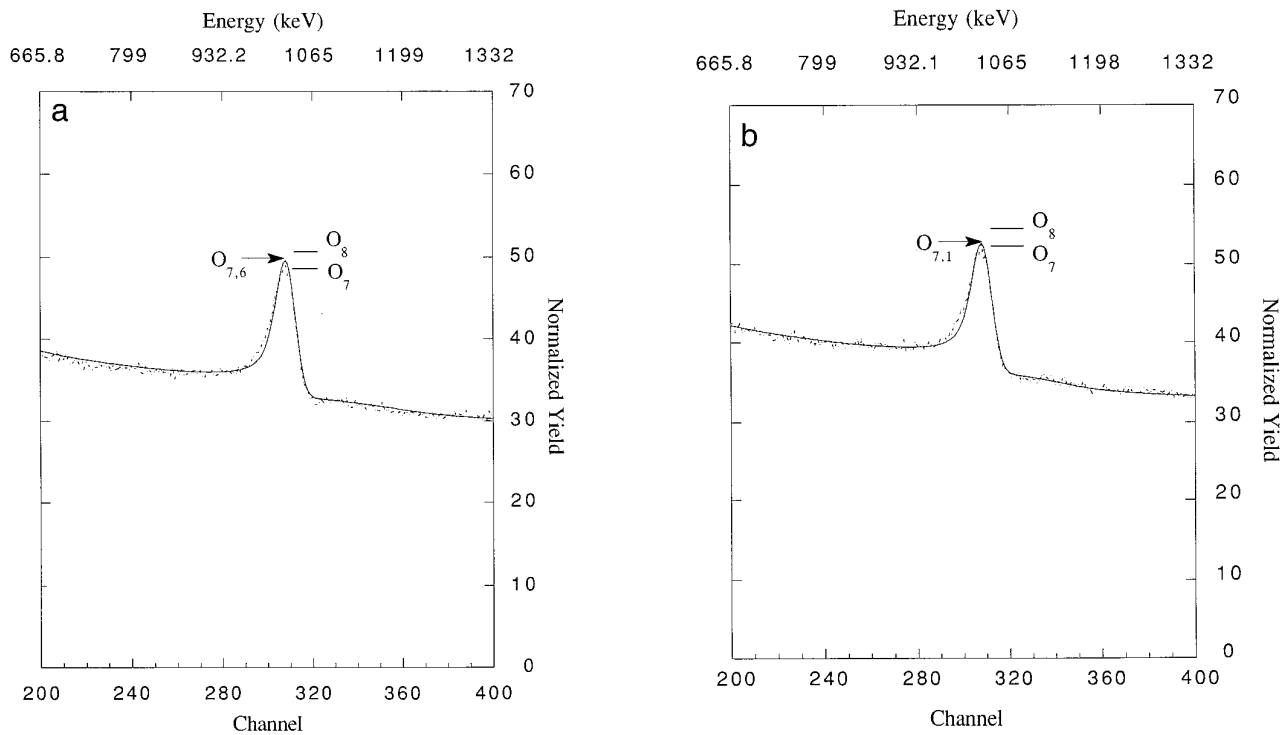 Energy (keV)
665.8 799 932.2 1065 1199 1332
a
70
60
50
40
30
20
10
0
O8
O7,6
O7
Normalized Yield
200 240 280 320 360 400
Channel
Energy (keV)
665.8 799 932.1 1065 1198 1332
b
70
60
50
40
30
20
10
0
O8
O7,1
O7
Normalized Yield
200 240 280 320 360 400
Channel